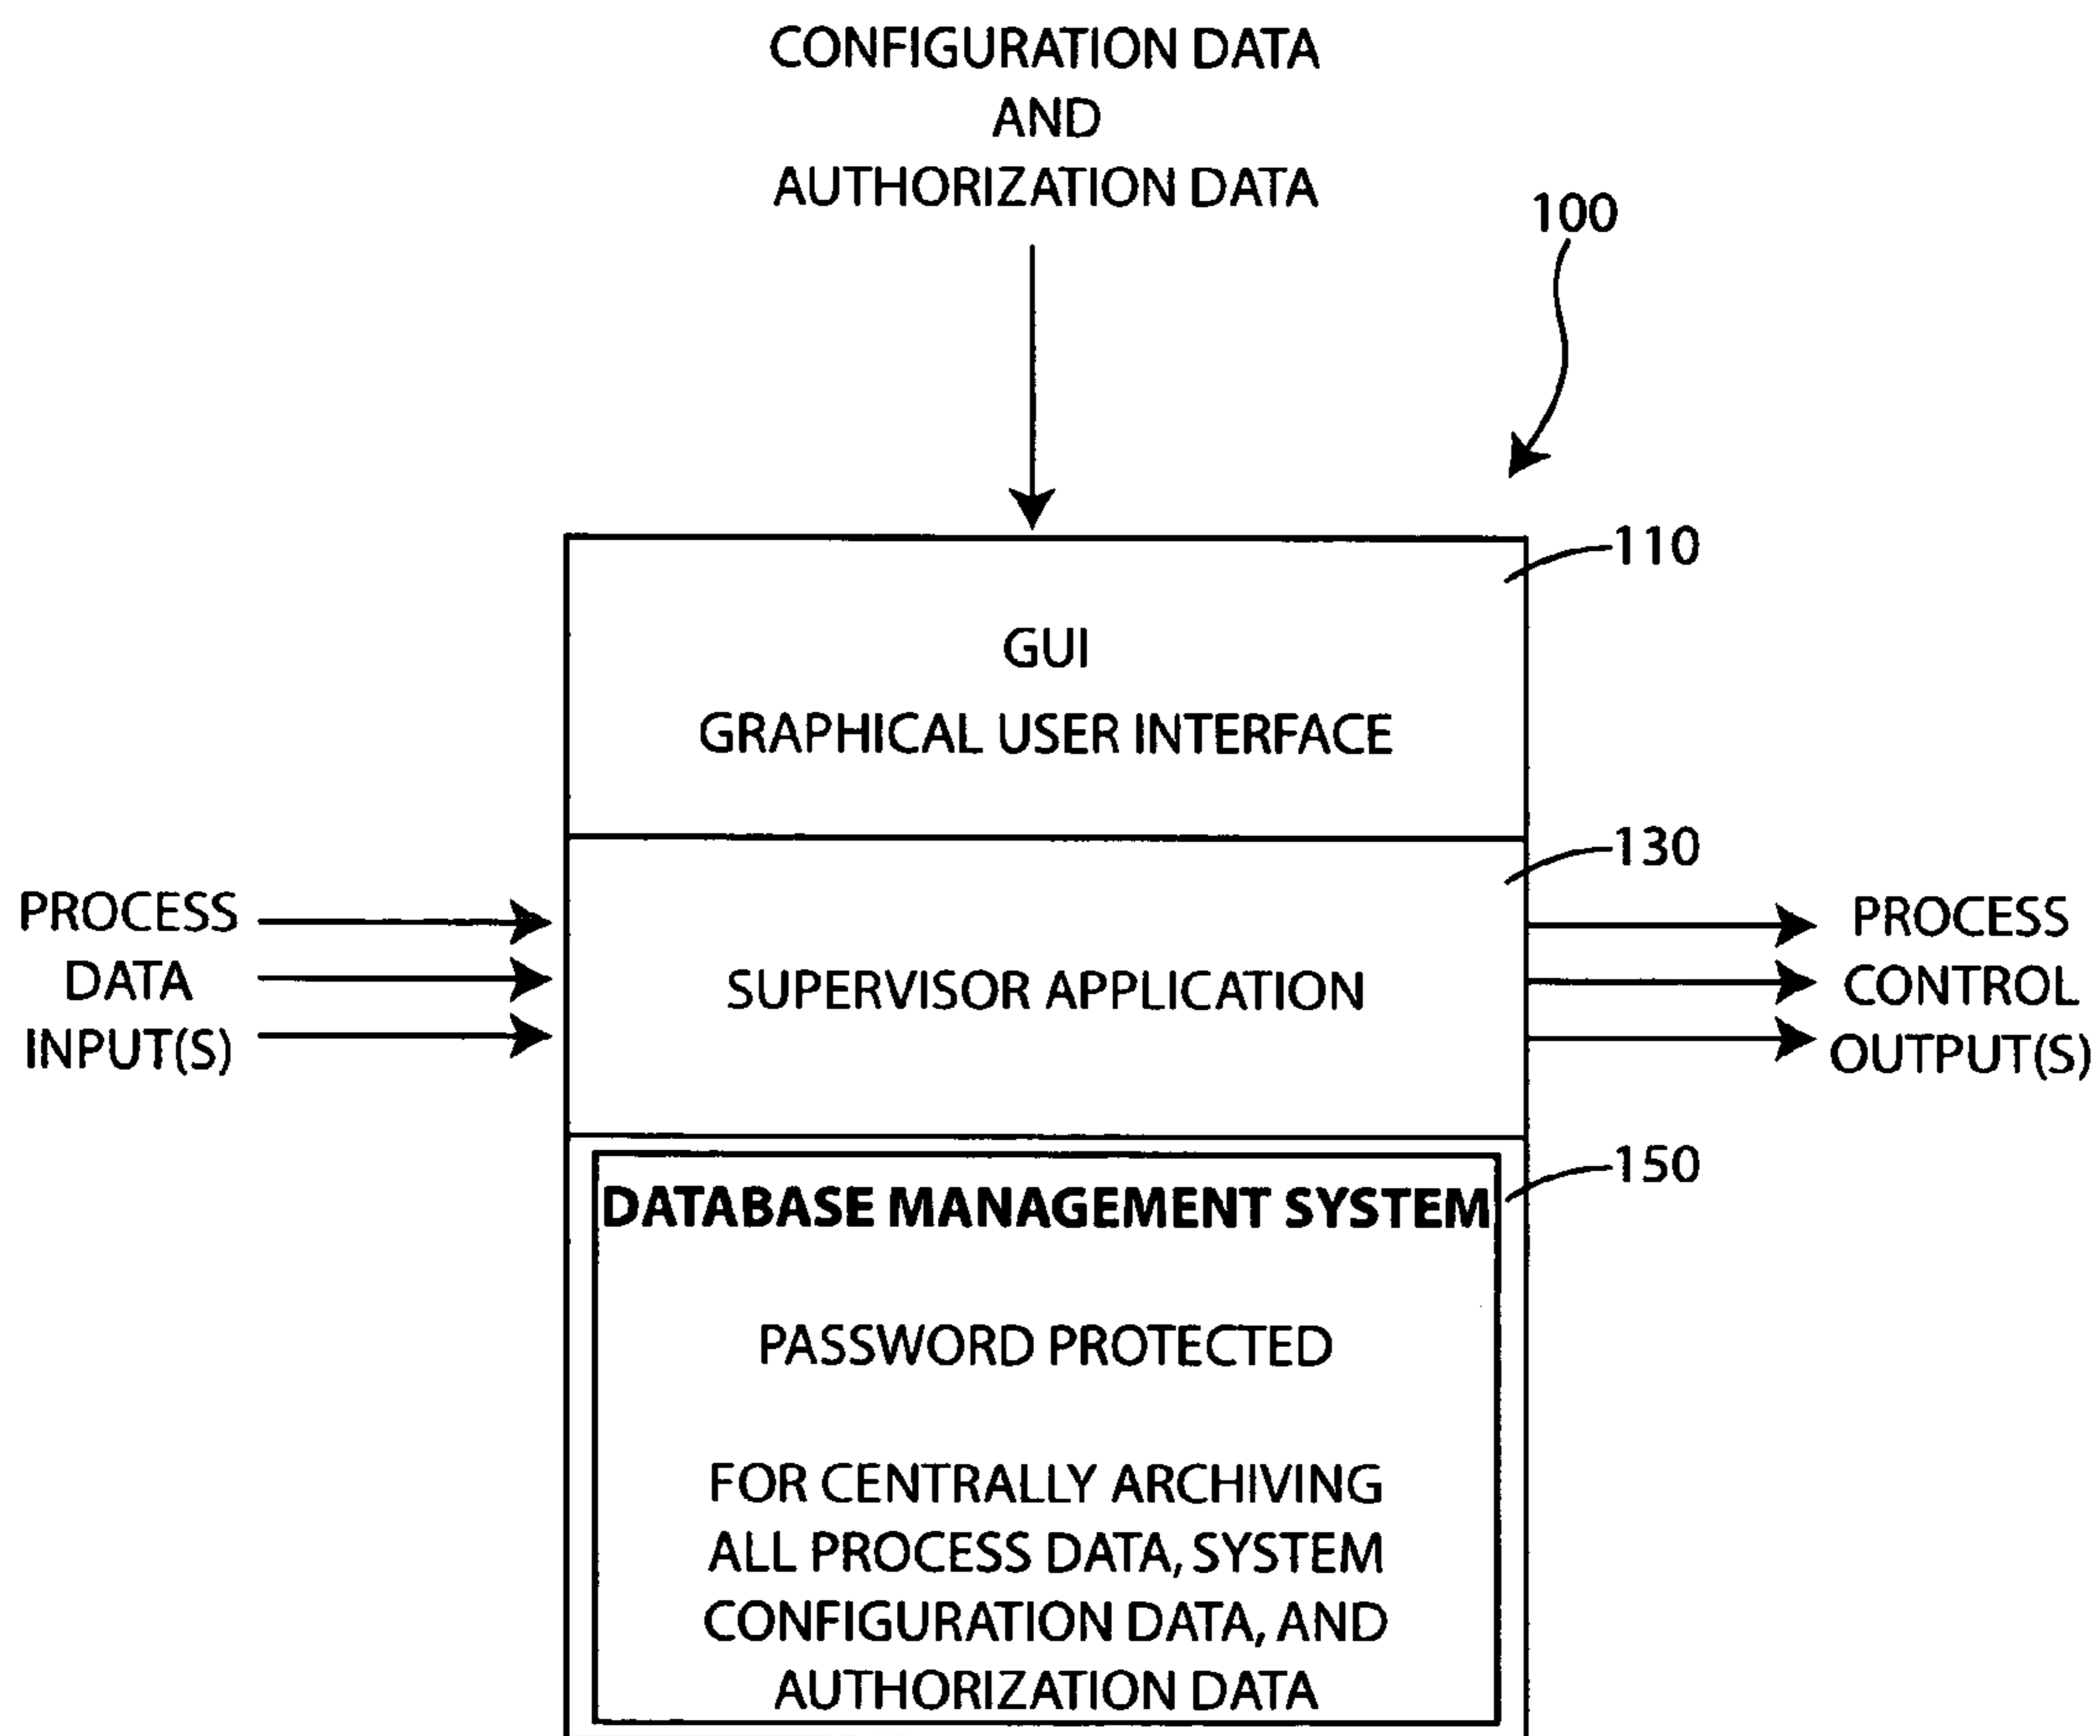 CONFIGURATION DATA
AND
AUTHORIZATION DATA
100
110
GUI
GRAPHICAL USER INTERFACE
130
PROCESS
DATA
INPUT(S)
SUPERVISOR APPLICATION
PROCESS
CONTROL
OUTPUT(S)
150
DATABASE MANAGEMENT SYSTEM
PASSWORD PROTECTED
FOR CENTRALLY ARCHIVING
ALL PROCESS DATA, SYSTEM
CONFIGURATION DATA, AND
AUTHORIZATION DATA